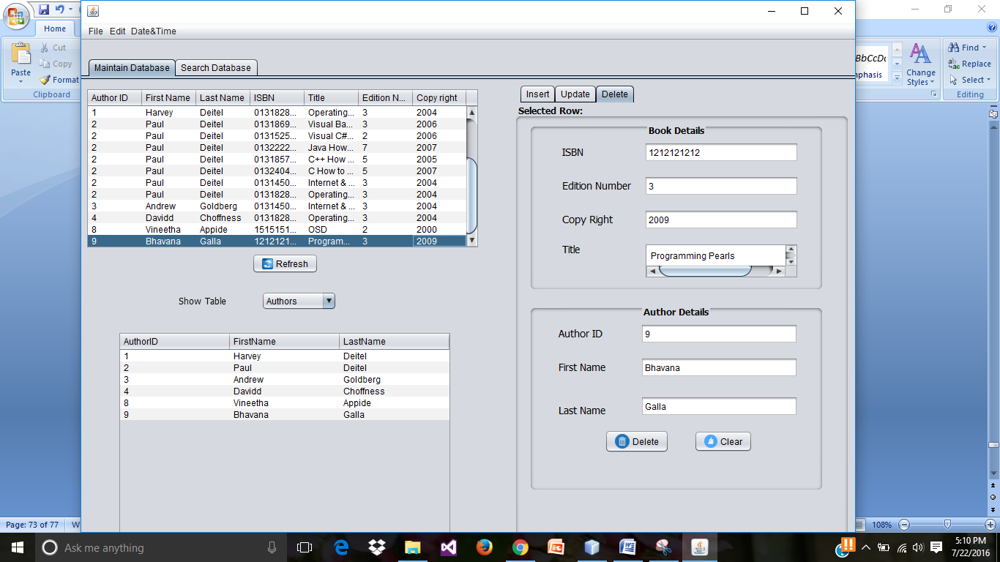 File Edit Date&Time
Home
Cut
Copy
Format
Paste
Clipboard
Maintain Database Search Database
Author ID First Name Last Name ISBN Title Edition N... Copy right
1 Harvey Deitel 0131828... Operating... 3 2004
2 Paul Deitel 0131869... Visual Ba... 3 2006
2 Paul Deitel 0131525... Visual C#... 2 2006
2 Paul Deitel 0132222... Java How... 7 2007
2 Paul Deitel 0131857... C++ How ... 5 2005
2 Paul Deitel 0132404... C How to ... 5 2007
2 Paul Deitel 0131450... Internet & ... 3 2004
2 Paul Deitel 0131828... Operating... 3 2004
3 Andrew Goldberg 0131450... Internet & ... 3 2004
4 Davidd Choffness 0131828... Operating... 3 2004
8 Vineetha Appide 1515151... OSD 2 2000
9 Bhavana Galla 1212121... Program... 3 2009
Refresh
Show Table Authors
AuthorID FirstName LastName
1 Harvey Deitel
2 Paul Deitel
3 Andrew Goldberg
4 Davidd Choffness
8 Vineetha Appide
9 Bhavana Galla
Insert Update Delete
Selected Row:
Book Details
ISBN 1212121212
Edition Number 3
Copy Right 2009
Title Programming Pearls
Author Details
Author ID 9
First Name Bhavana
Last Name Galla
Delete Clear
BbCcDc
mphasis
Change
Styles
Find
Replace
Select
Editing
Page: 73 of 77 W
108%
Ask me anything
5:10 PM
7/22/2016